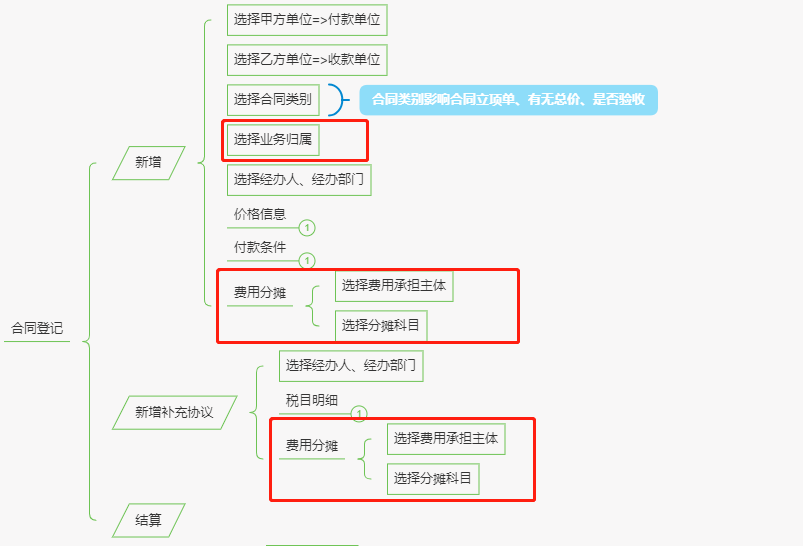 选择甲方单位=>付款单位
选择乙方单位=>收款单位
选择合同类别
合同类别影响合同立项单、有无总价、是否验收
选择业务归属
新增
选择经办人、经办部门
价格信息
1
付款条件
1
选择费用承担主体
费用分摊
选择分摊科目
合同登记
选择经办人、经办部门
税目明细
1
新增补充协议
选择费用承担主体
费用分摊
选择分摊科目
结算